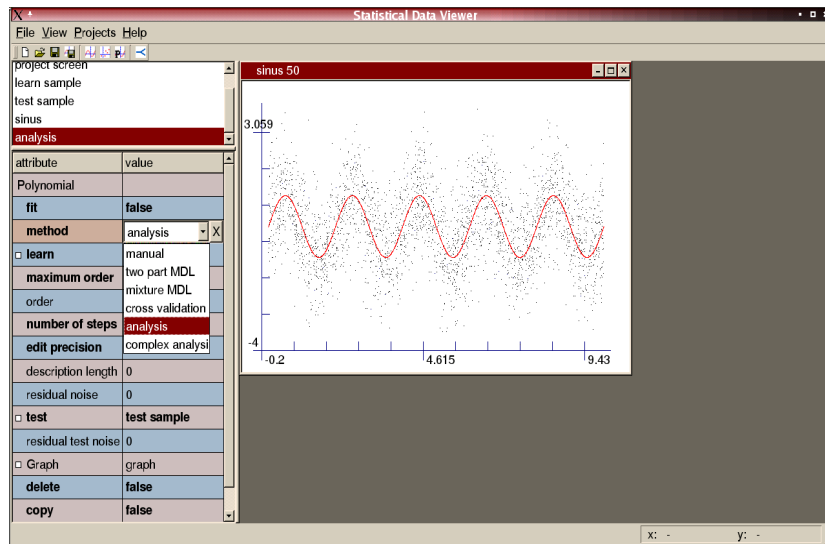 Statistical Data Viewer
File View Projects Help
project screen
learn sample
test sample
sinus
analysis
attribute value
Polynomial
fit false
method analysis X
learn manual
two part MDL
maximum order mixture MDL
order cross validation
number of steps analysis
edit precision complex analysi
description length 0
residual noise 0
test test sample
residual test noise 0
Graph graph
delete false
copy false
sinus 50
3.059
-4
-0.2 4.615 9.43
x: - y: -